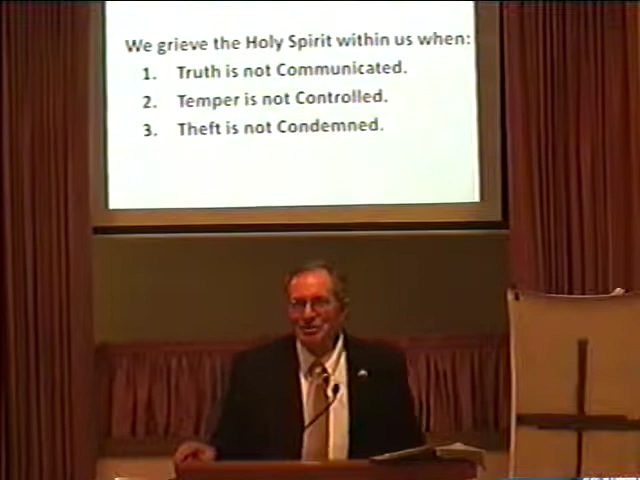 We grieve the Holy Spirit within us when:
1. Truth is not Communicated.
2. Temper is not Controlled.
3. Theft is not Condemned.